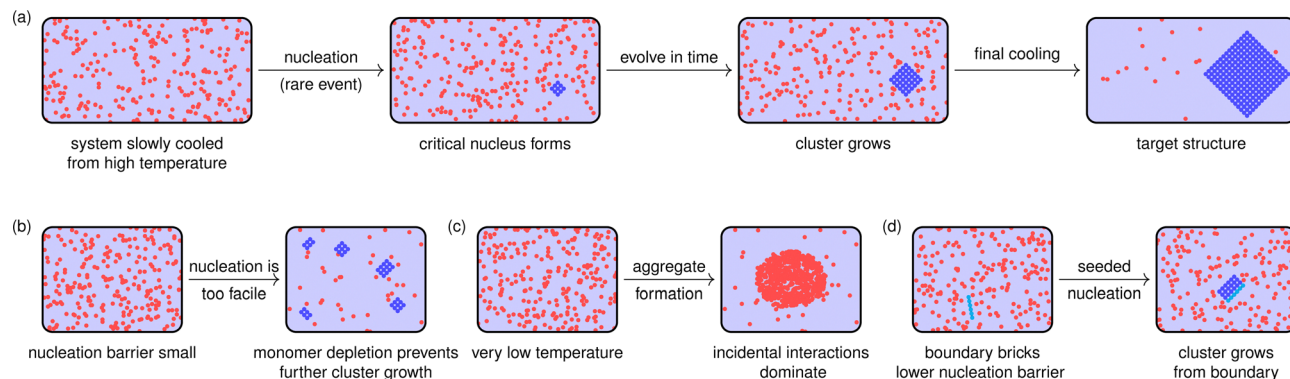 (a)
system slowly cooled
from high temperature
nucleation
(rare event)
critical nucleus forms
evolve in time
cluster grows
final cooling
target structure
(b)
nucleation barrier small
nucleation is
too facile
monomer depletion prevents
further cluster growth
(c)
very low temperature
aggregate
formation
incidental interactions
dominate
(d)
boundary bricks
lower nucleation barrier
seeded
nucleation
cluster grows
from boundary